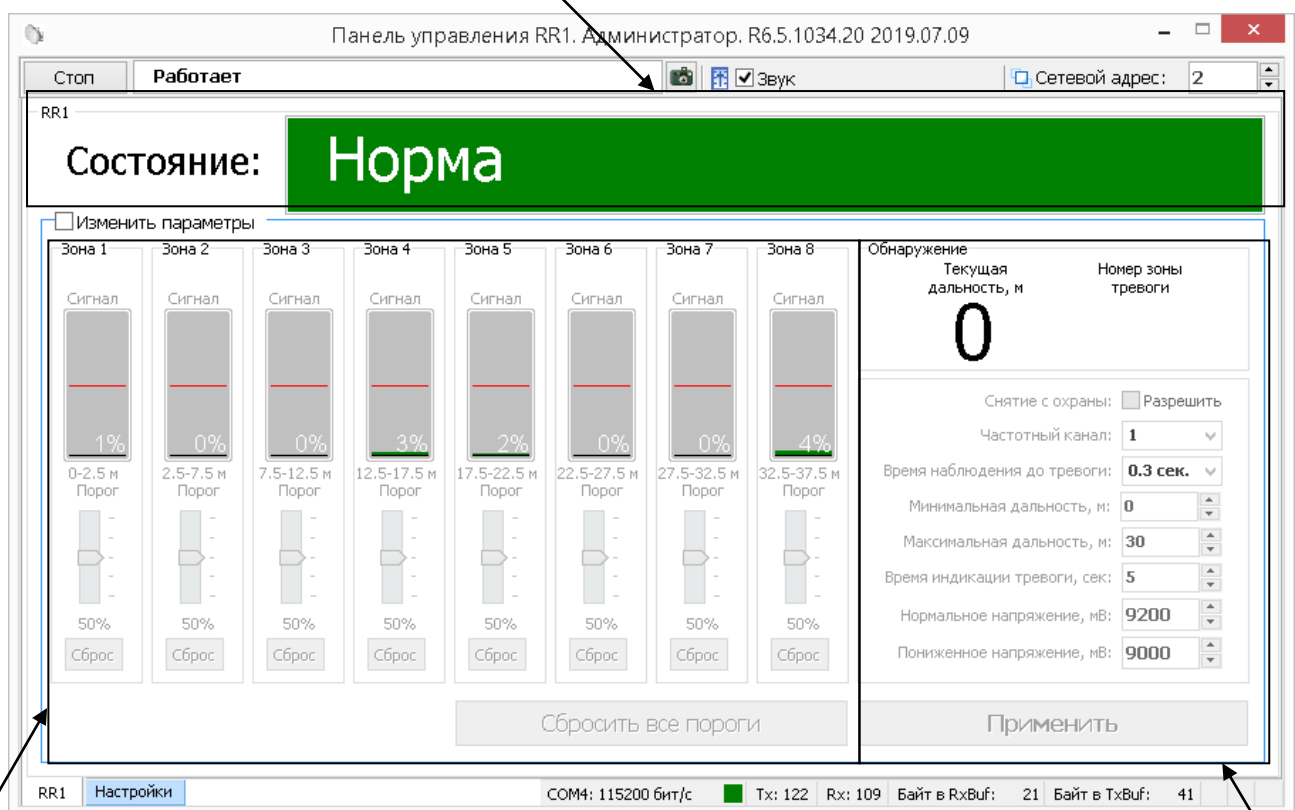 Панель управления RR1. Администратор. R6.5.1034.20 2019.07.09
Стоп Работает Звук Сетевой адрес: 2
RR1
Состояние: Норма
Изменить параметры
Зона 1 Зона 2 Зона 3 Зона 4 Зона 5 Зона 6 Зона 7 Зона 8 Обнаружение
Текущая Номер зоны
дальность, м тревоги
Сигнал Сигнал Сигнал Сигнал Сигнал Сигнал Сигнал Сигнал
0
Снятие с охраны: Разрешить
1% 0% 0% 3% 2% 0% 0% 4%
Частотный канал: 1
0-2.5 м 2.5-7.5 м 7.5-12.5 м 12.5-17.5 м 17.5-22.5 м 22.5-27.5 м 27.5-32.5 м 32.5-37.5 м
Время наблюдения до тревоги: 0.3 сек.
Порог Порог Порог Порог Порог Порог Порог Порог
Минимальная дальность, м: 0
Максимальная дальность, м: 30
Время индикации тревоги, сек: 5
Нормальное напряжение, мВ: 9200
50% 50% 50% 50% 50% 50% 50% 50%
Сброс Сброс Сброс Сброс Сброс Сброс Сброс Сброс
Пониженное напряжение, мВ: 9000
Сбросить все пороги Применить
RR1 Настройки COM4: 115200 бит/с Tx: 122 Rx: 109 Байт в RxBuf: 21 Байт в TxBuf: 41